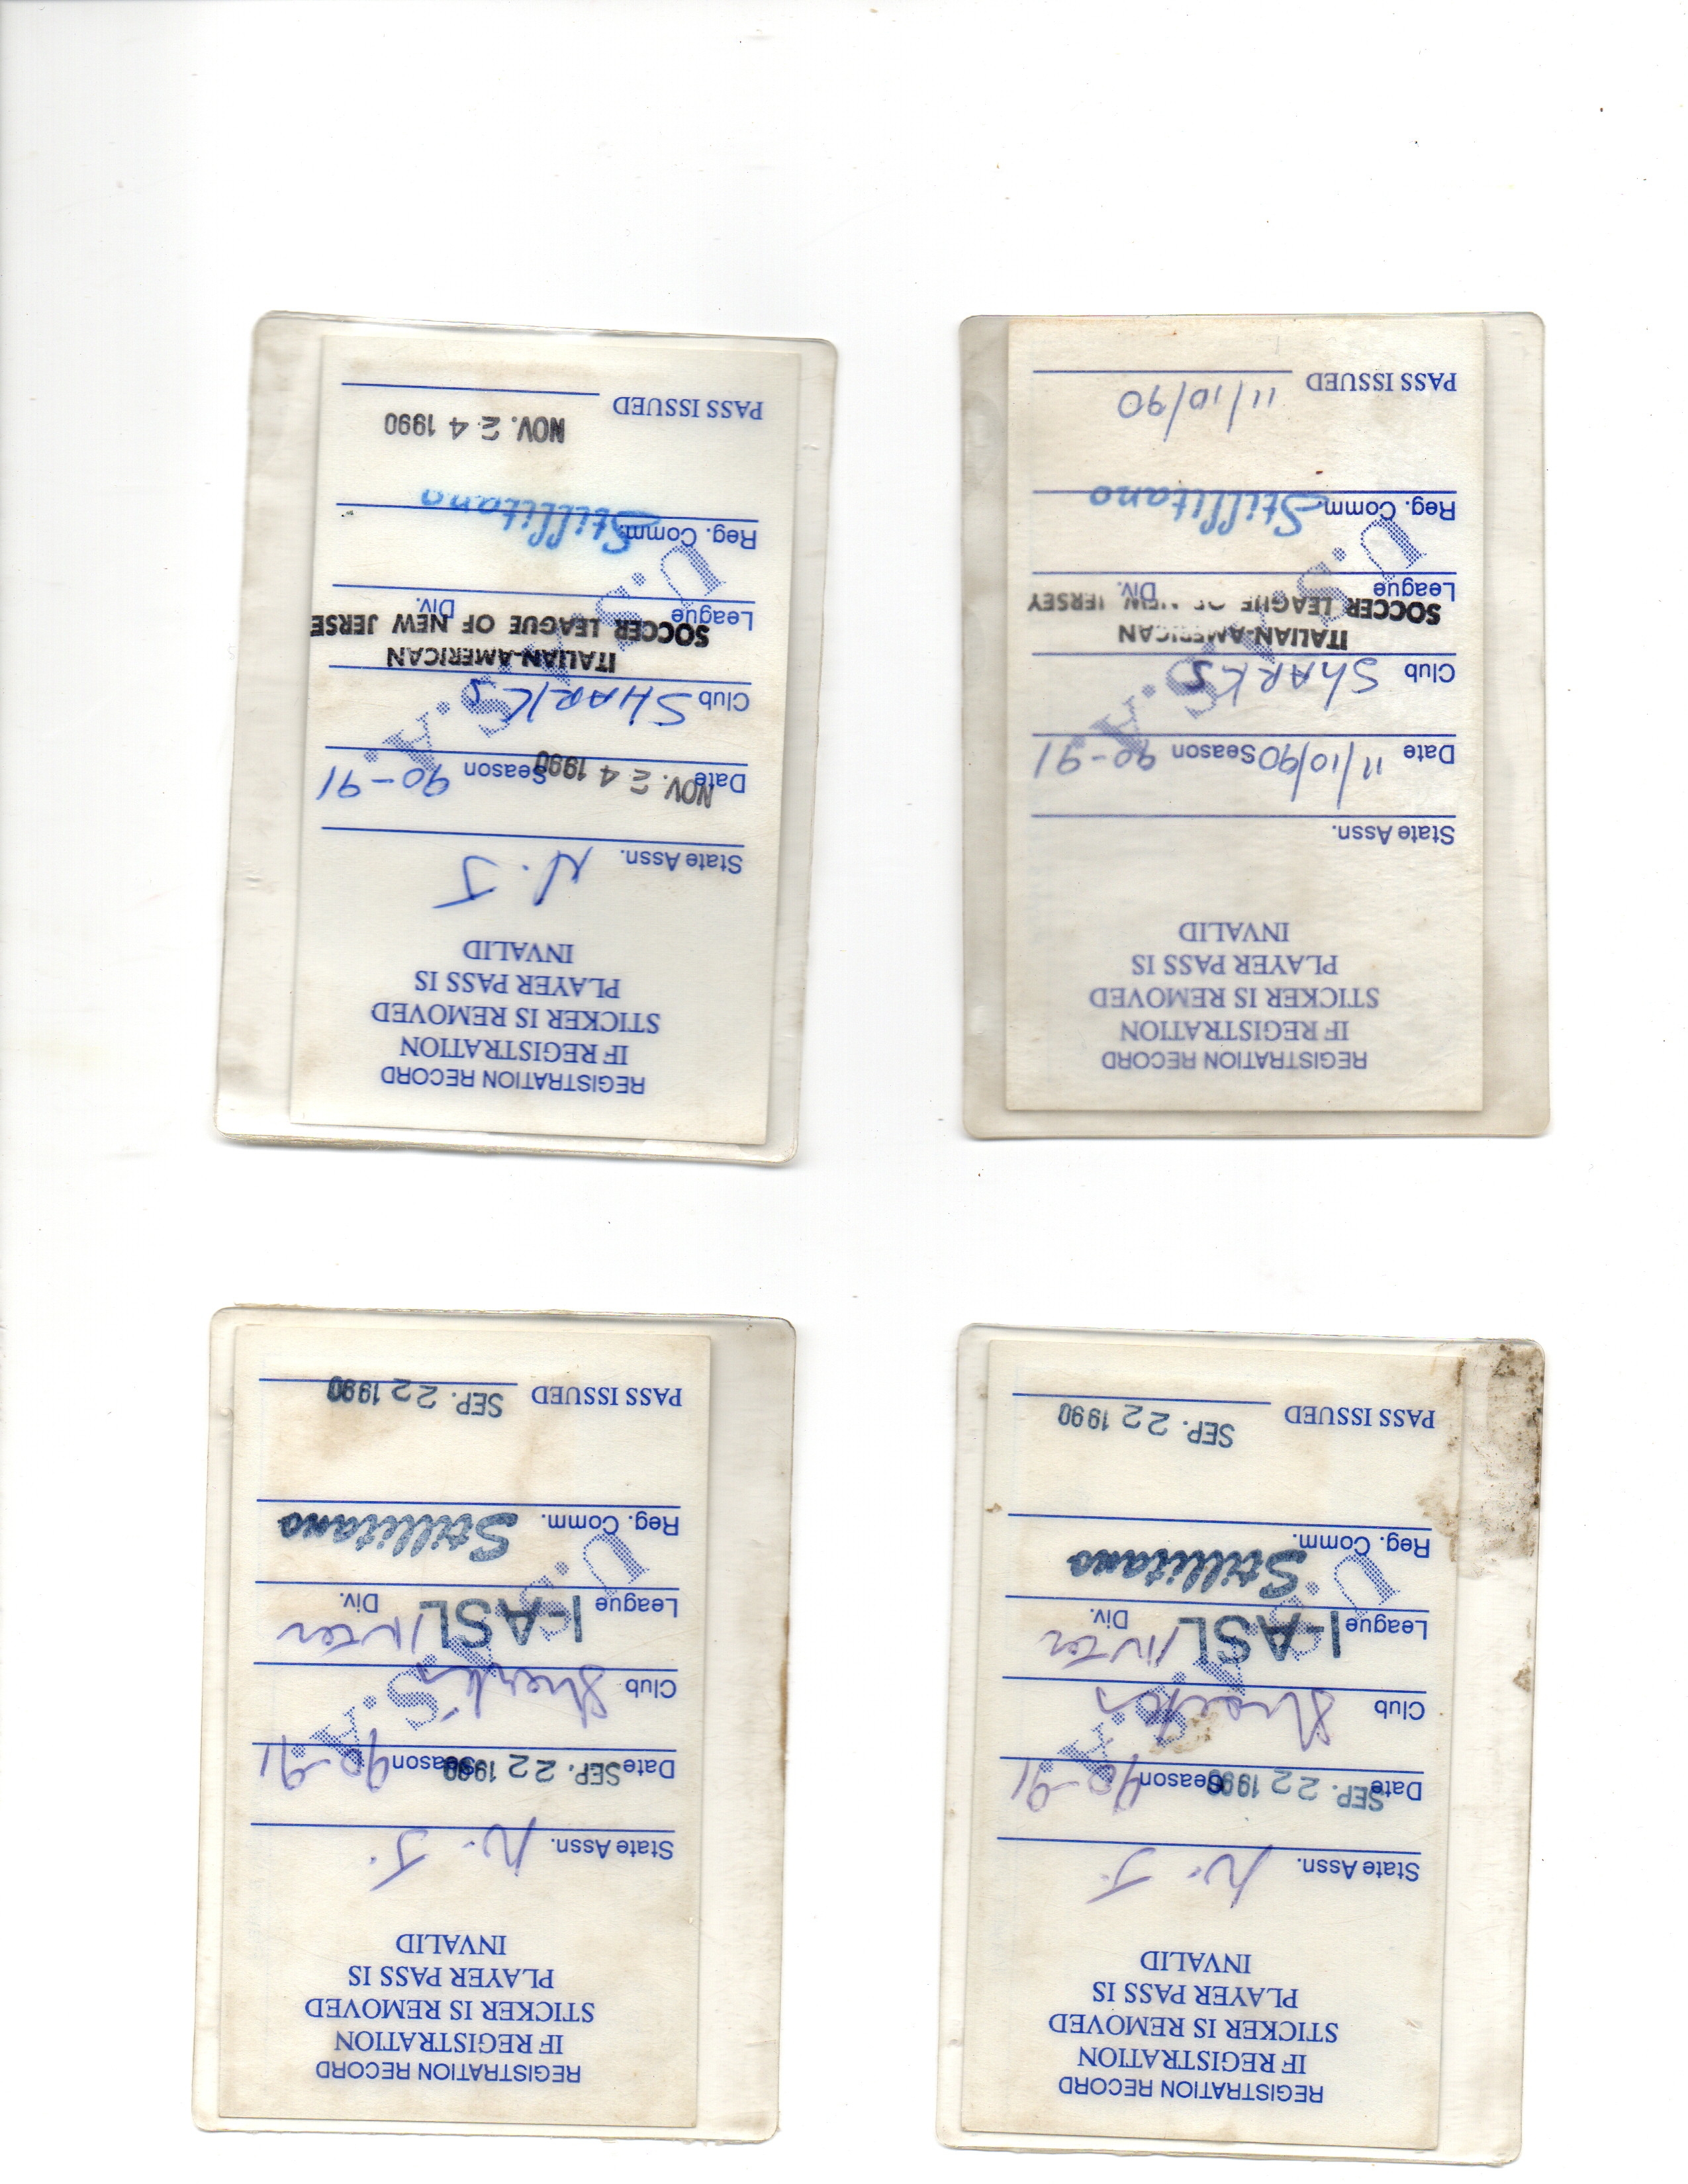 REGISTRATION RECORD
IF REGISTRATION
STICKER IS REMOVED
PLAYER PASS IS
INVALID
State Assn. N. J.
Date SEP. 22 1990 Season 90-91
Club Sharks
League I-ASL Div. INTER
Reg. Comm. Stillitano
PASS ISSUED SEP. 22 1990
REGISTRATION RECORD
IF REGISTRATION
STICKER IS REMOVED
PLAYER PASS IS
INVALID
State Assn. N. J.
Date SEP. 22 1990 Season 90-91
Club Sharks
League I-ASL Div. INTER
Reg. Comm. Stillitano
PASS ISSUED SEP. 22 1990
REGISTRATION RECORD
IF REGISTRATION
STICKER IS REMOVED
PLAYER PASS IS
INVALID
State Assn.
Date 11/10/90 Season 90-91
Club ShARKS
ITALIAN-AMERICAN
SOCCER LEAGUE OF NEW JERSEY
League Div.
Reg. Comm. Stillitano
11/10/90
PASS ISSUED
REGISTRATION RECORD
IF REGISTRATION
STICKER IS REMOVED
PLAYER PASS IS
INVALID
State Assn. N. J
Date NOV. 24 1990 Season 90-91
Club SHARKS
ITALIAN-AMERICAN
SOCCER LEAGUE OF NEW JERSE
League Div.
Reg. Comm. Stillitano
NOV. 24 1990
PASS ISSUED